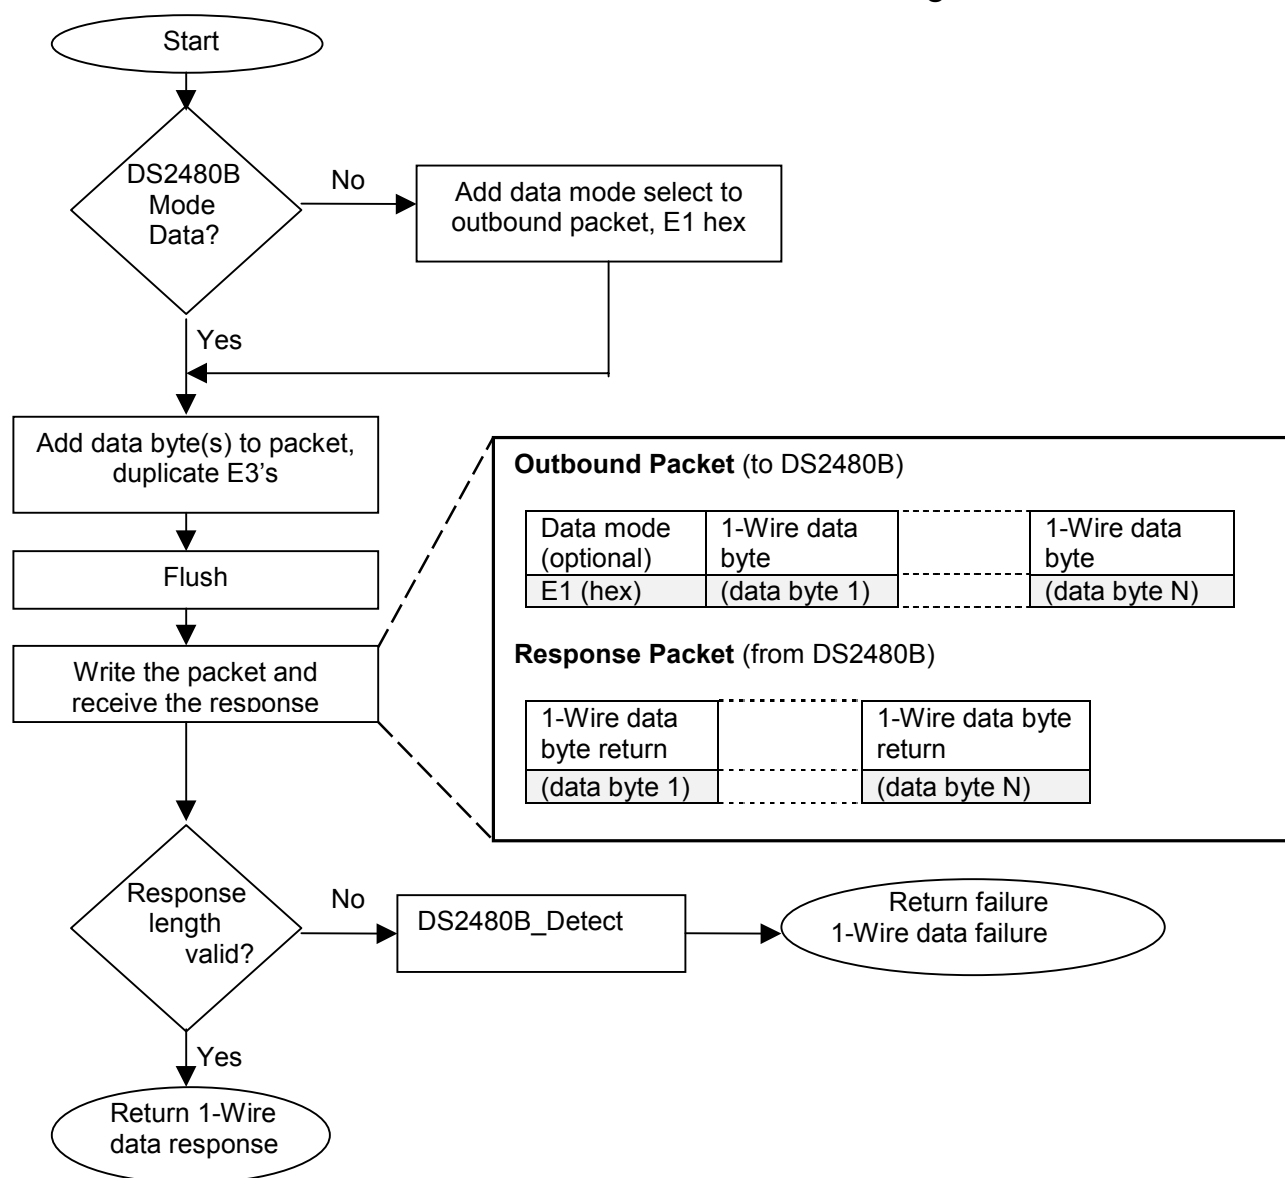 Start
DS2480B
Mode
Data?
No
Add data mode select to
outbound packet, E1 hex
Yes
Add data byte(s) to packet,
duplicate E3's
Flush
Write the packet and
receive the response
Outbound Packet (to DS2480B)
Data mode
(optional)
1-Wire data
byte
1-Wire data
byte
E1 (hex)
(data byte 1)
(data byte N)
Response Packet (from DS2480B)
1-Wire data
byte return
1-Wire data byte
return
(data byte 1)
(data byte N)
Response
length
valid?
No
DS2480B_Detect
Return failure
1-Wire data failure
Yes
Return 1-Wire
data response